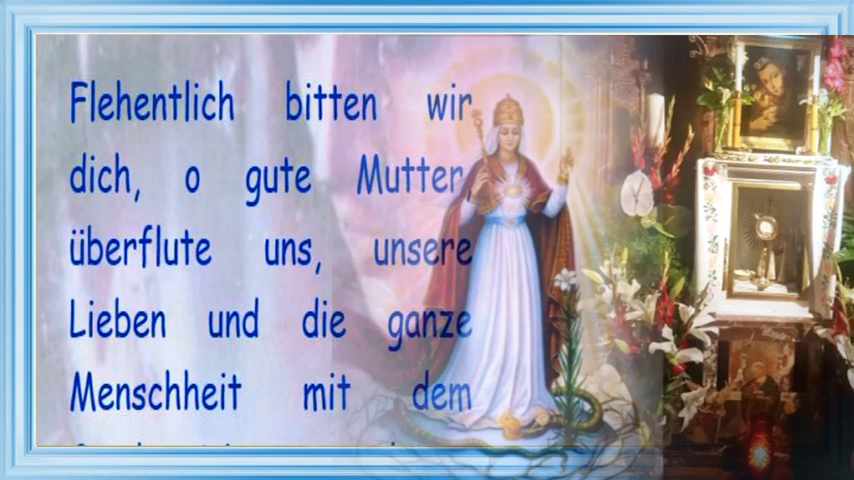 Flehentlich bitten wir
dich, o gute Mutter,
überflute uns, unsere
Lieben und die ganze
Menschheit mit dem